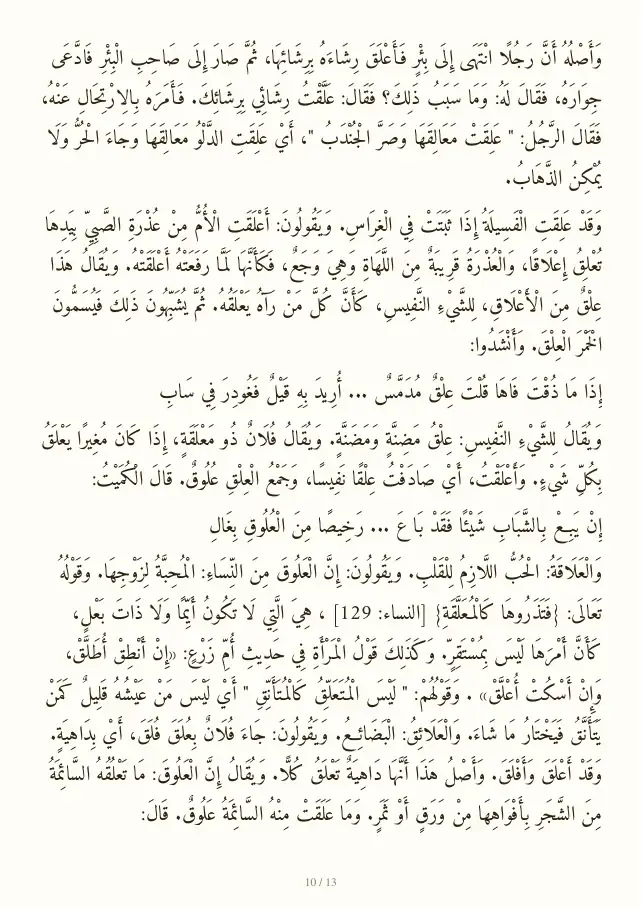 وَأَصْلُهُ أَنَّ رَجُلًا انْتَهَى إِلَى بِئْرٍ فَأَعْلَقَ رِشَاءَهُ بِرِشَائِهَا، ثُمَّ صَارَ إِلَى صَاحِبِ الْبِئْرِ فَادَّعَى
جِوَارَهُ، فَقَالَ لَهُ: وَمَا سَبَبُ ذَلِكَ؟ فَقَالَ: عَلَّقْتُ رِشَائِي بِرِشَائِكَ. فَأَمَرَهُ بِالِارْتِحَالِ عَنْهُ،
فَقَالَ الرَّجُلُ: " عَلِقَتْ مَعَالِقَهَا وَصَرَّ الْجُنْدَبُ "، أَيْ عَلِقَتِ الدَّلْوُ مَعَالِقَهَا وَجَاءَ الْحُرُّ وَلَا
يُمْكِنُ الذَّهَابُ.
وَقَدْ عَلِقَتِ الْفَسِيلَةُ إِذَا ثَبَتَتْ فِي الْغِرَاسِ. وَيَقُولُونَ: أَعْلَقَتِ الْأُمُّ مِنْ عُذْرَةِ الصَّبِيِّ بِيَدِهَا
تُعْلِقُ إِعْلَاقًا، وَالْعُذْرَةُ قَرِيبَةٌ مِنَ اللَّهَاةِ وَهِيَ وَجَعٌ، فَكَأَنَّهَا لَمَّا رَفَعَتْهُ أَعْلَقَتْهُ. وَيُقَالُ هَذَا
عِلْقٌ مِنَ الْأَعْلَاقِ، لِلشَّيْءِ النَّفِيسِ، كَأَنَّ كُلَّ مَنْ رَآهُ يَعْلَقُهُ. ثُمَّ يُشَبِّهُونَ ذَلِكَ فَيُسَمُّونَ
الْخَمْرَ الْعِلْقَ. وَأَنْشَدُوا:
إِذَا مَا ذُقْتَ فَاهَا قُلْتَ عِلْقٌ مُدَمَّسٌ ... أُرِيدَ بِهِ قَيْلٌ فَغُودِرَ فِي سَابِ
وَيُقَالُ لِلشَّيْءِ النَّفِيسِ: عِلْقُ مَضِنَّةٍ وَمَضَنَّةٍ. وَيُقَالُ فُلَانٌ ذُو مَعْلَقَةٍ، إِذَا كَانَ مُغِيرًا يَعْلَقُ
بِكُلِّ شَيْءٍ. وَأَعْلَقْتُ، أَيْ صَادَفْتُ عِلْقًا نَفِيسًا، وَجَمْعُ الْعِلْقِ عُلُوقٌ. قَالَ الْكُمَيْتُ:
إِنْ يَبِعْ بِالشَّبَابِ شَيْئًا فَقَدْ بَاعَ ... رَخِيصًا مِنَ الْعُلُوقِ بِغَالِ
وَالْعَلَاقَةُ: الْحُبُّ اللَّازِمُ لِلْقَلْبِ. وَيَقُولُونَ: إِنَّ الْعَلُوقَ مِنَ النِّسَاءِ: الْمُحِبَّةُ لِزَوْجِهَا. وَقَوْلُهُ
تَعَالَى: {فَتَذَرُوهَا كَالْمُعَلَّقَةِ} [النساء: 129] ، هِيَ الَّتِي لَا تَكُونُ أَيِّمًا وَلَا ذَاتَ بَعْلٍ،
كَأَنَّ أَمْرَهَا لَيْسَ بِمُسْتَقِرٍّ. وَكَذَلِكَ قَوْلُ الْمَرْأَةِ فِي حَدِيثِ أُمِّ زَرْعٍ: «إِنْ أَنْطِقْ أُطَلَّقْ،
وَإِنْ أَسْكُتْ أُعَلَّقْ» . وَقَوْلُهُمْ: " لَيْسَ الْمُتَعَلِّقُ كَالْمُتَأَنِّقِ " أَيْ لَيْسَ مَنْ عَيْشُهُ قَلِيلٌ كَمَنْ
يَتَأَنَّقُ فَيَخْتَارُ مَا شَاءَ. وَالْعَلَائِقُ: الْبَضَائِعُ. وَيَقُولُونَ: جَاءَ فُلَانٌ بِعُلَقَ فُلَقَ، أَيْ بِدَاهِيَةٍ.
وَقَدْ أَعْلَقَ وَأَفْلَقَ. وَأَصْلُ هَذَا أَنَّهَا دَاهِيَةٌ تَعْلَقُ كُلًّا. وَيُقَالُ إِنَّ الْعَلُوقَ: مَا تَعْلُقُهُ السَّائِمَةُ
مِنَ الشَّجَرِ بِأَفْوَاهِهَا مِنْ وَرَقٍ أَوْ ثَمَرٍ. وَمَا عَلَقَتْ مِنْهُ السَّائِمَةُ عَلُوقٌ. قَالَ:
10 / 13